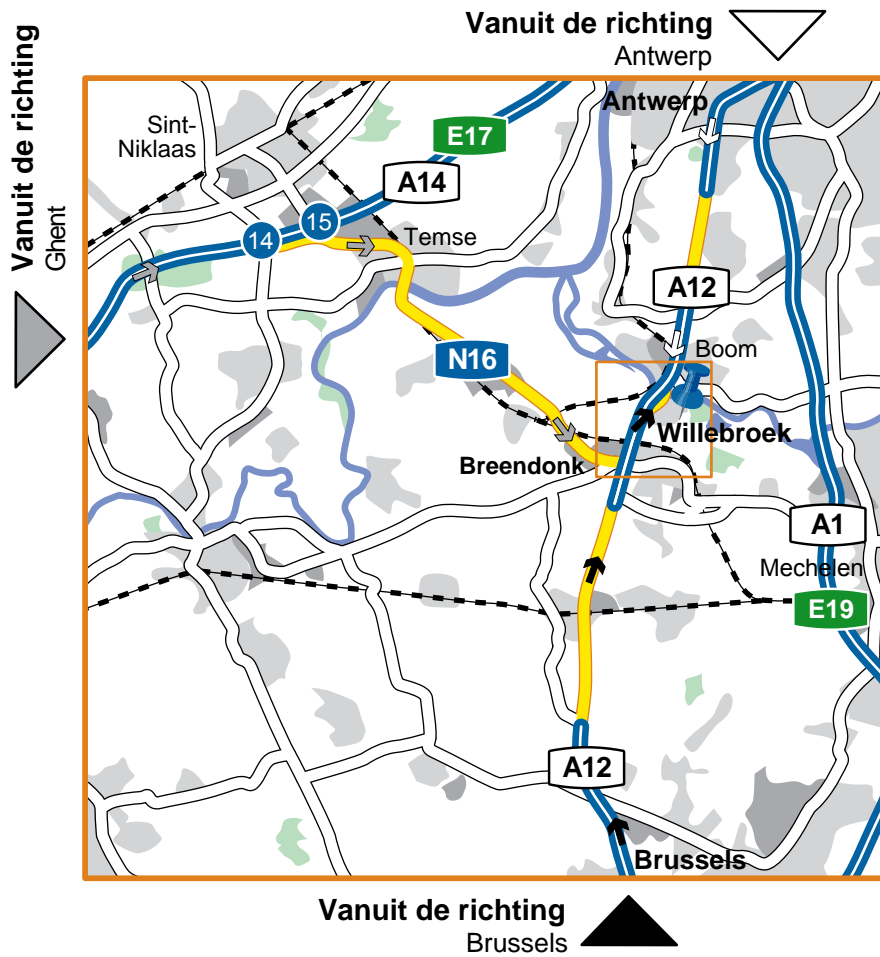 Vanuit de richting
Antwerp
Vanuit de richting
Ghent
Antwerp
Sint-
Niklaas
E17
A14
15
14
Temse
A12
Boom
N16
Willebroek
Breendonk
A1
Mechelen
E19
A12
Brussels
Vanuit de richting
Brussels